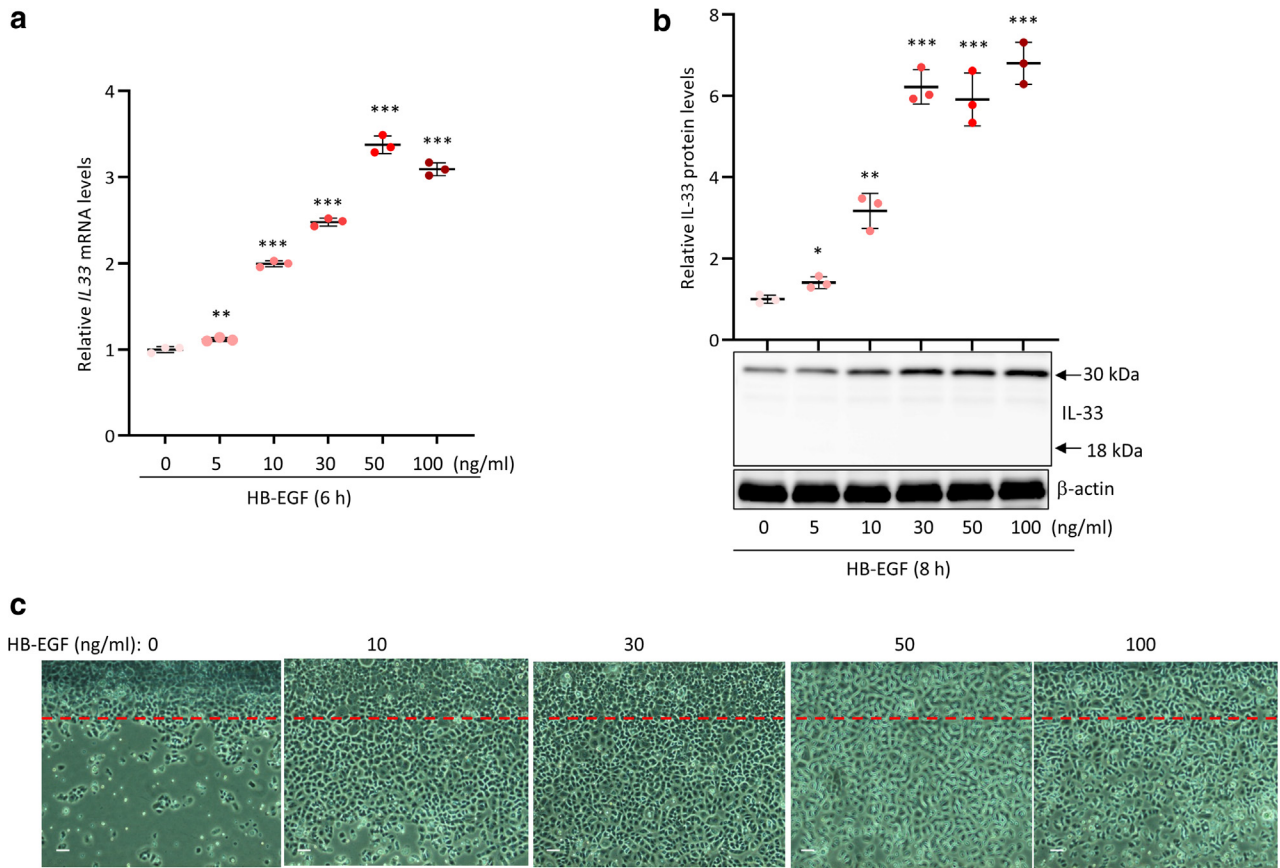 a
Relative IL33 mRNA levels
4
3
2
1
0
**
***
***
***
***
0 5 10 30 50 100 (ng/ml)
HB-EGF (6 h)
b
Relative IL-33 protein levels
8
6
4
2
0
*
**
***
***
***
30 kDa
IL-33
18 kDa
β-actin
0 5 10 30 50 100 (ng/ml)
HB-EGF (8 h)
c
HB-EGF (ng/ml): 0 10 30 50 100